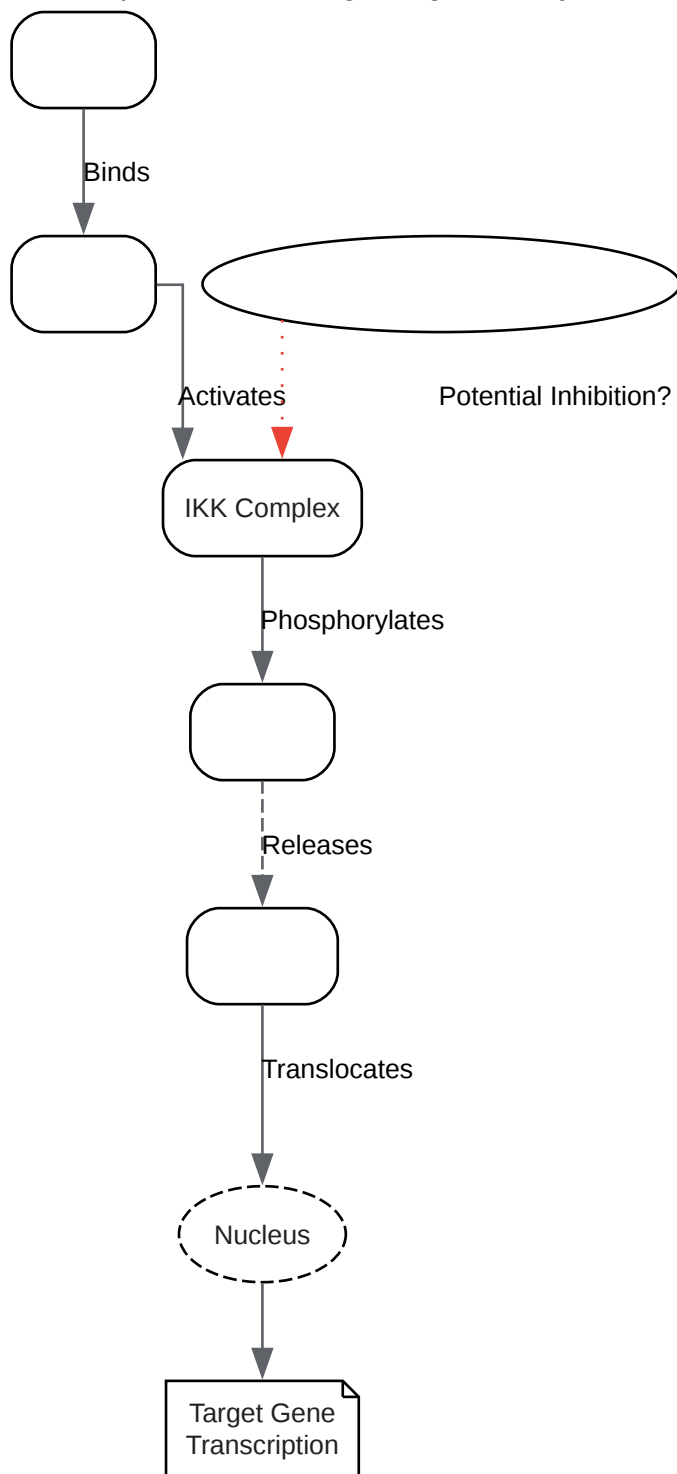 Binds
Activates
Potential Inhibition?
IKK Complex
Phosphorylates
Releases
Translocates
Nucleus
Target Gene
Transcription